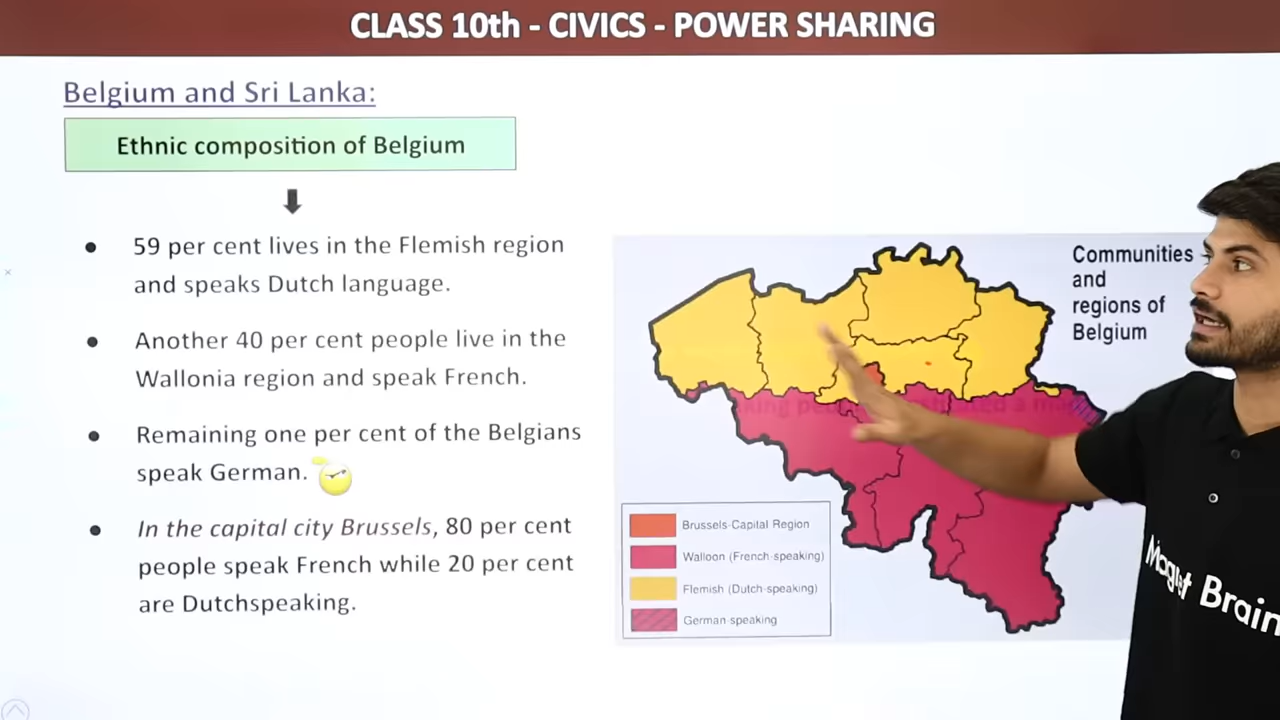 CLASS 10th - CIVICS - POWER SHARING
Belgium and Sri Lanka:
Ethnic composition of Belgium
59 per cent lives in the Flemish region
and speaks Dutch language.
Another 40 per cent people live in the
Wallonia region and speak French.
Remaining one per cent of the Belgians
speak German.
In the capital city Brussels, 80 per cent
people speak French while 20 per cent
are Dutchspeaking.
Communities
and
regions of
Belgium
Brussels-Capital Region
Walloon (French-speaking)
Flemish (Dutch-speaking)
German-speaking
Brain